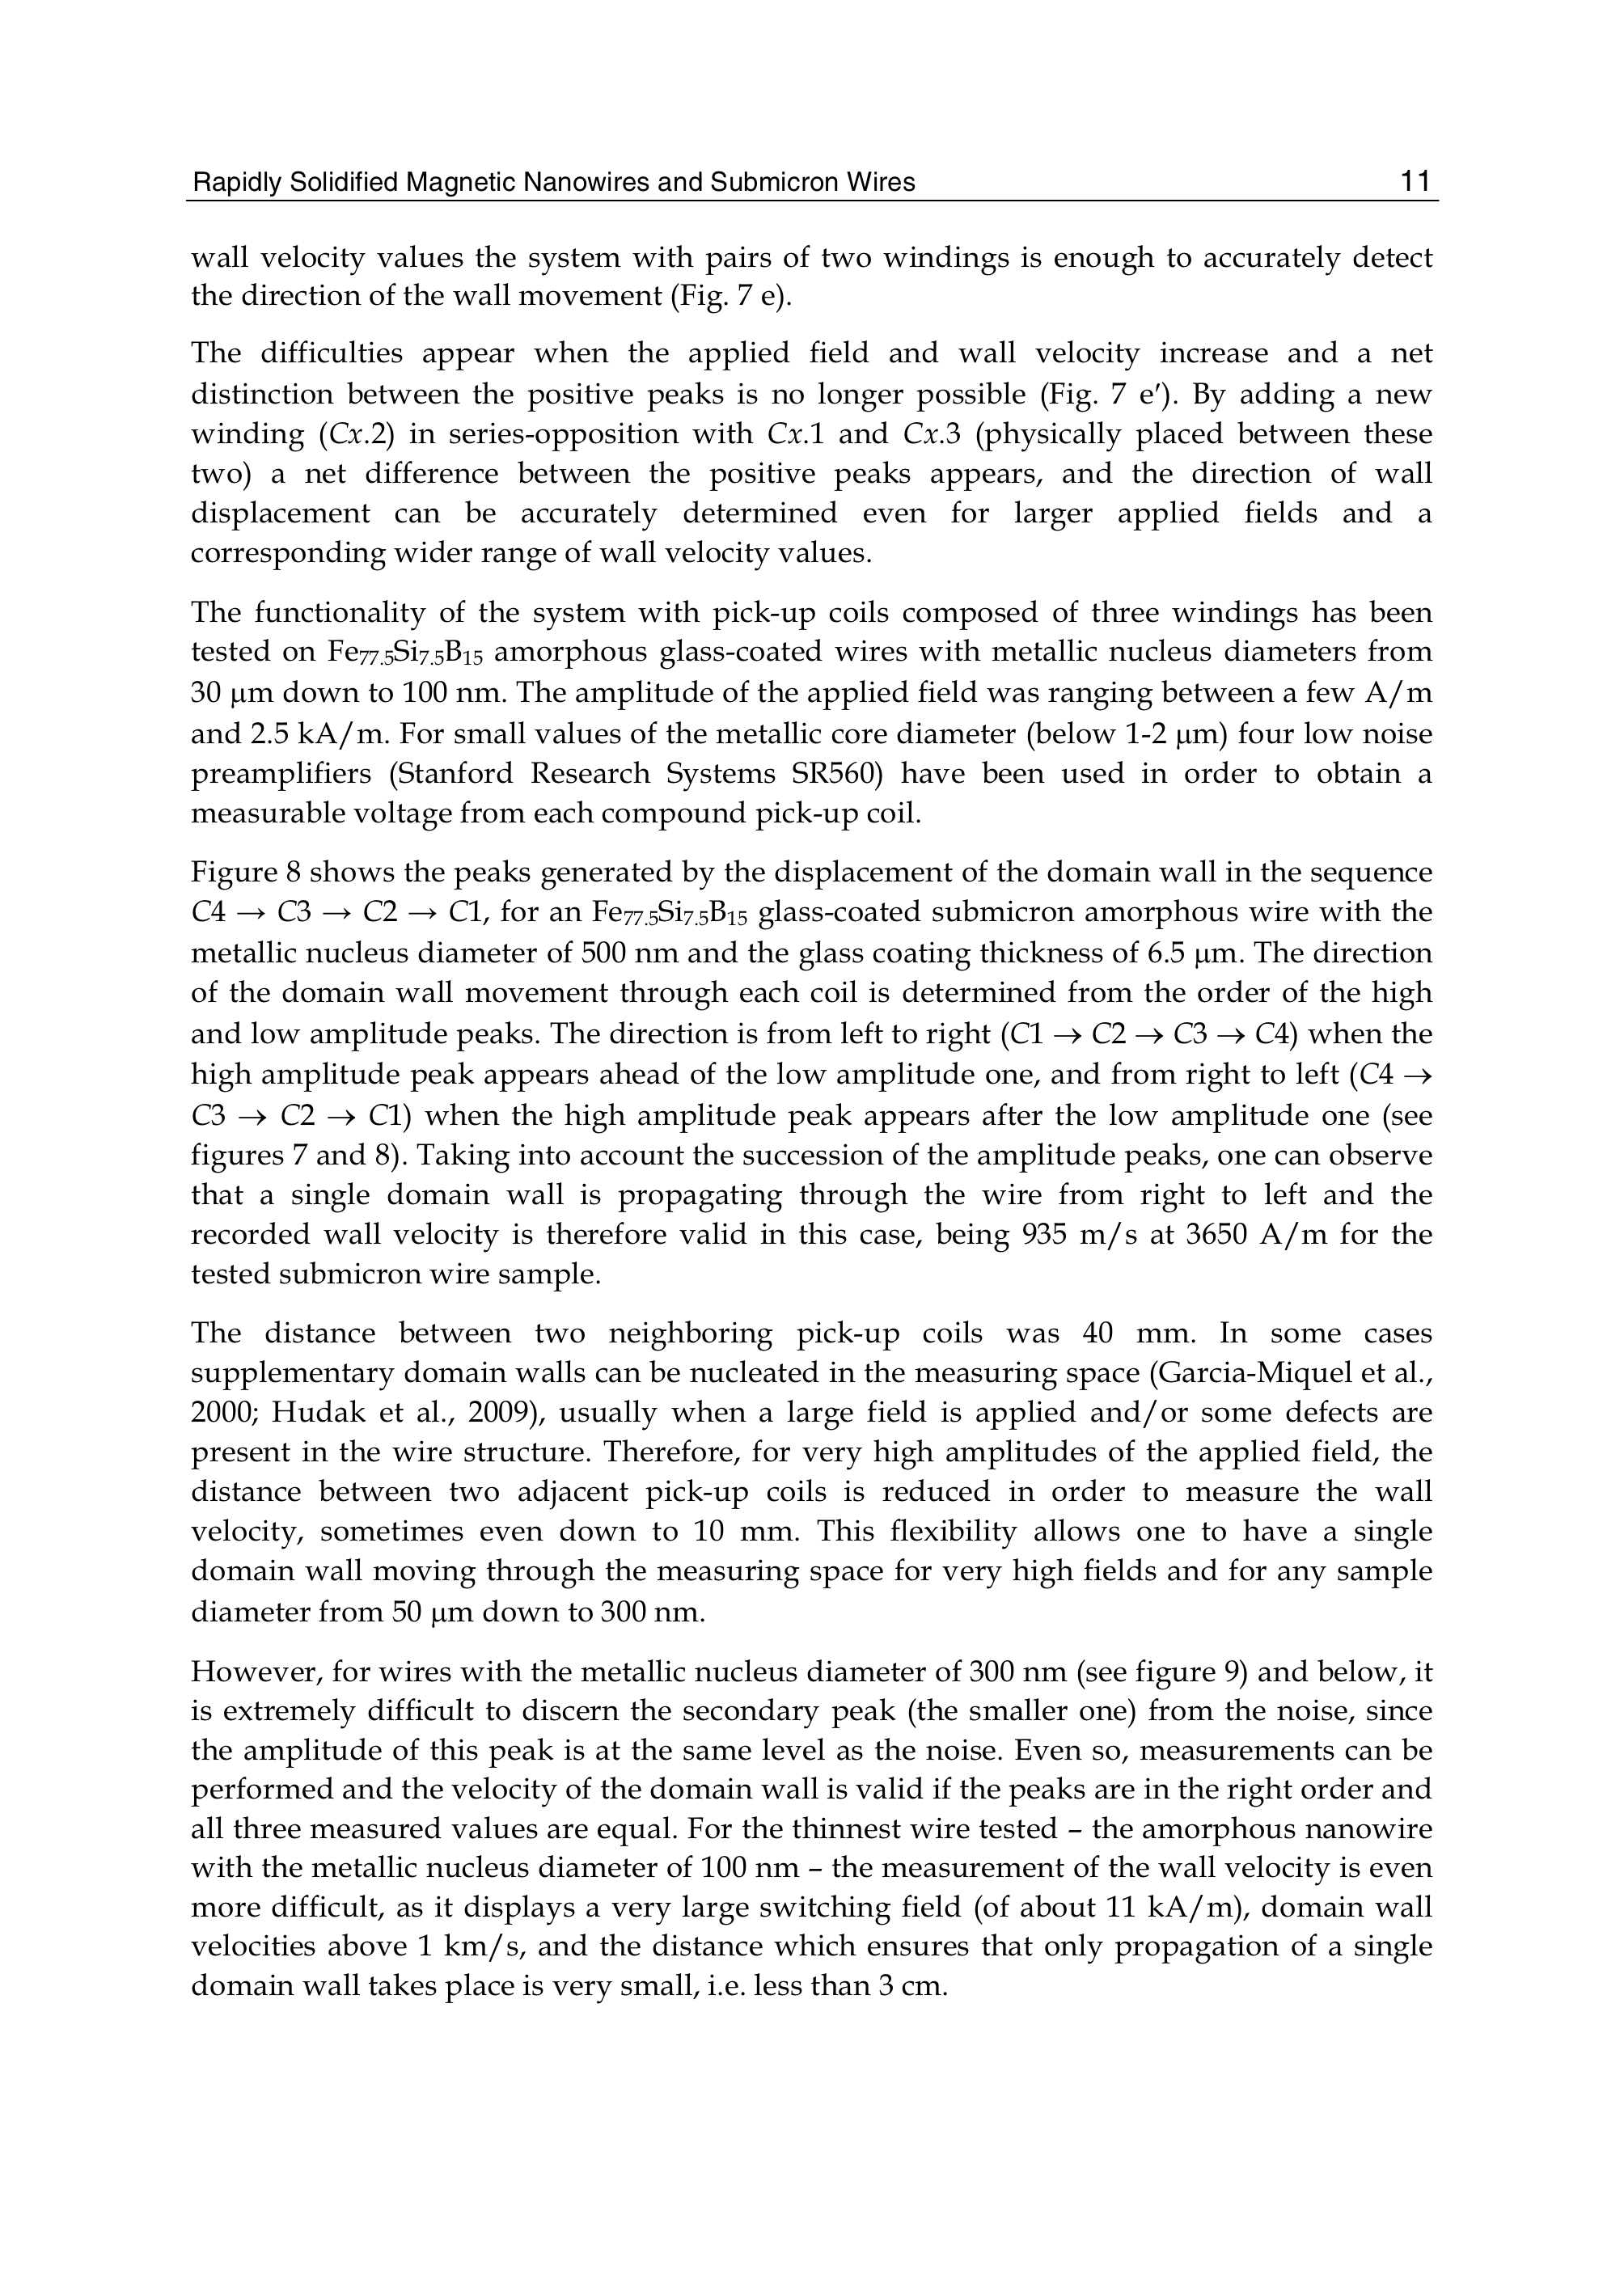 Rapidly Solidified Magnetic Nanowires and Submicron Wires 11
wall velocity values the system with pairs of two windings is enough to accurately detect
the direction of the wall movement (Fig. 7 e).
The difficulties appear when the applied field and wall velocity increase and a net
distinction between the positive peaks is no longer possible (Fig. 7 e′). By adding a new
winding (Cx.2) in series-opposition with Cx.1 and Cx.3 (physically placed between these
two) a net difference between the positive peaks appears, and the direction of wall
displacement can be accurately determined even for larger applied fields and a
corresponding wider range of wall velocity values.
The functionality of the system with pick-up coils composed of three windings has been
tested on Fe77.5Si7.5B15 amorphous glass-coated wires with metallic nucleus diameters from
30 μm down to 100 nm. The amplitude of the applied field was ranging between a few A/m
and 2.5 kA/m. For small values of the metallic core diameter (below 1-2 μm) four low noise
preamplifiers (Stanford Research Systems SR560) have been used in order to obtain a
measurable voltage from each compound pick-up coil.
Figure 8 shows the peaks generated by the displacement of the domain wall in the sequence
C4 → C3 → C2 → C1, for an Fe77.5Si7.5B15 glass-coated submicron amorphous wire with the
metallic nucleus diameter of 500 nm and the glass coating thickness of 6.5 μm. The direction
of the domain wall movement through each coil is determined from the order of the high
and low amplitude peaks. The direction is from left to right (C1 → C2 → C3 → C4) when the
high amplitude peak appears ahead of the low amplitude one, and from right to left (C4 →
C3 → C2 → C1) when the high amplitude peak appears after the low amplitude one (see
figures 7 and 8). Taking into account the succession of the amplitude peaks, one can observe
that a single domain wall is propagating through the wire from right to left and the
recorded wall velocity is therefore valid in this case, being 935 m/s at 3650 A/m for the
tested submicron wire sample.
The distance between two neighboring pick-up coils was 40 mm. In some cases
supplementary domain walls can be nucleated in the measuring space (Garcia-Miquel et al.,
2000; Hudak et al., 2009), usually when a large field is applied and/or some defects are
present in the wire structure. Therefore, for very high amplitudes of the applied field, the
distance between two adjacent pick-up coils is reduced in order to measure the wall
velocity, sometimes even down to 10 mm. This flexibility allows one to have a single
domain wall moving through the measuring space for very high fields and for any sample
diameter from 50 μm down to 300 nm.
However, for wires with the metallic nucleus diameter of 300 nm (see figure 9) and below, it
is extremely difficult to discern the secondary peak (the smaller one) from the noise, since
the amplitude of this peak is at the same level as the noise. Even so, measurements can be
performed and the velocity of the domain wall is valid if the peaks are in the right order and
all three measured values are equal. For the thinnest wire tested – the amorphous nanowire
with the metallic nucleus diameter of 100 nm – the measurement of the wall velocity is even
more difficult, as it displays a very large switching field (of about 11 kA/m), domain wall
velocities above 1 km/s, and the distance which ensures that only propagation of a single
domain wall takes place is very small, i.e. less than 3 cm.